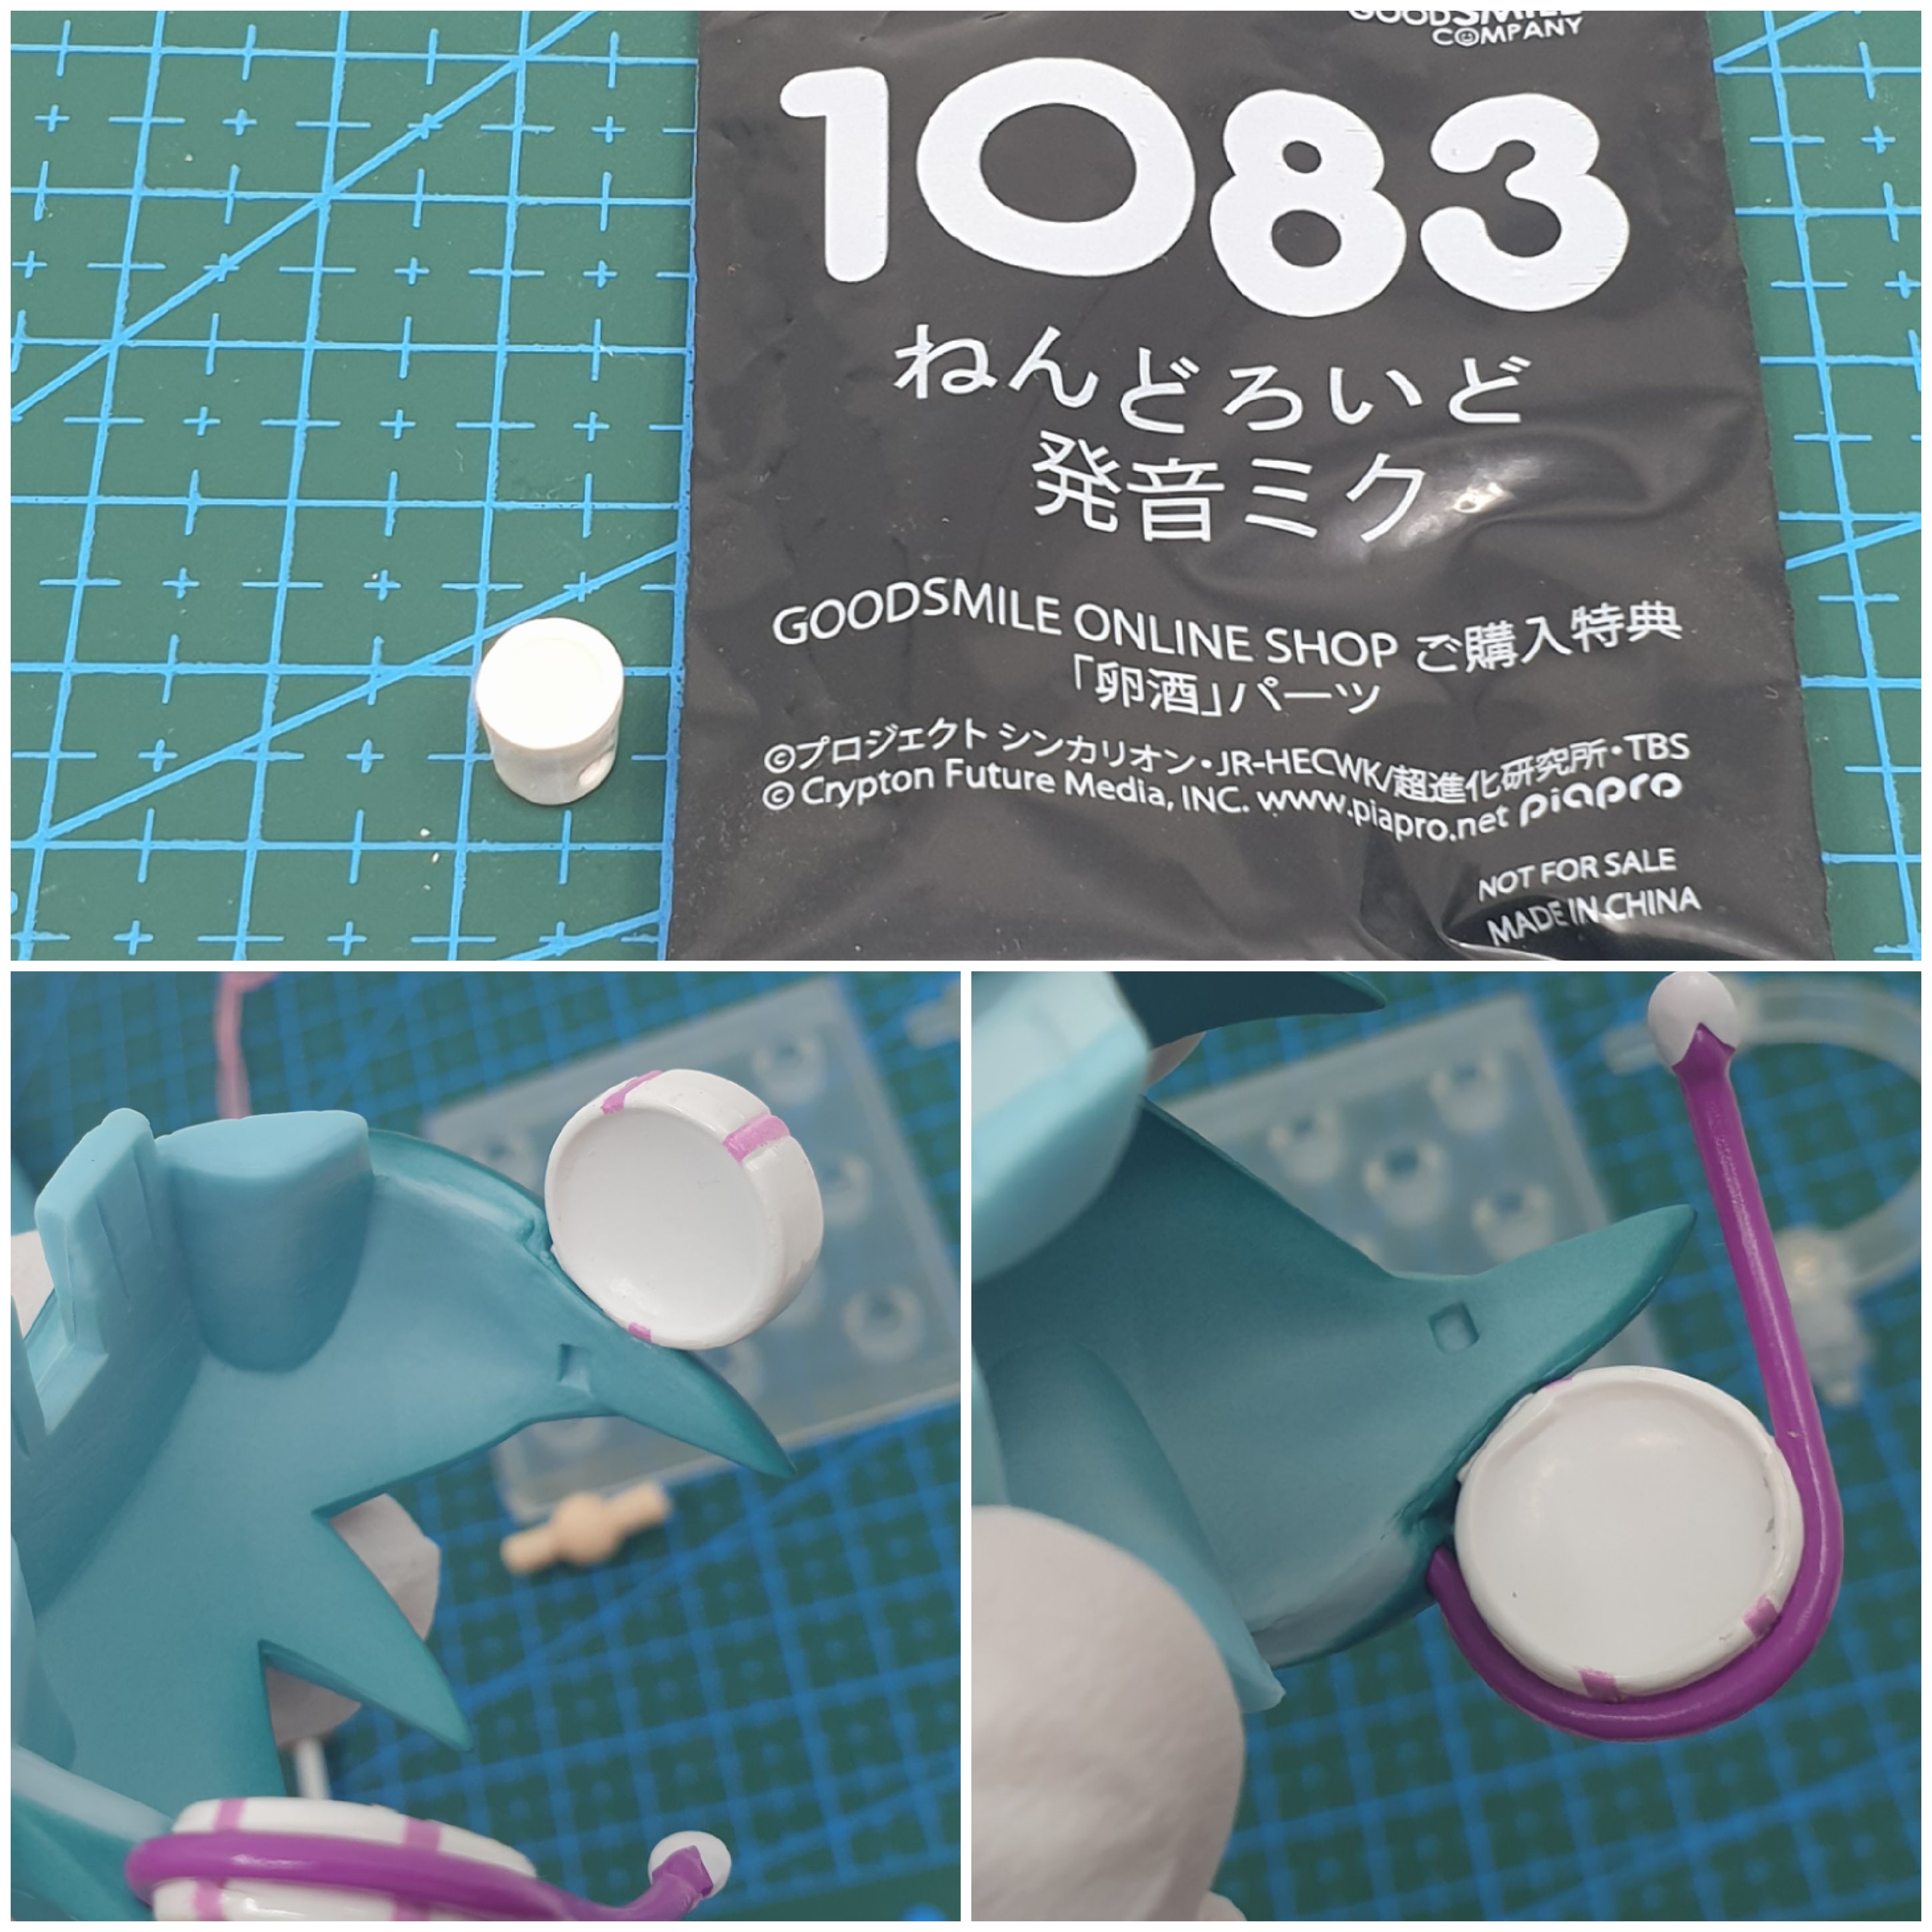 GOODSMILE
COMPANY
1083
ねんどろいど
発音ミク
GOODSMILE ONLINE SHOP ご購入特典
「卵酒」パーツ
©プロジェクト シンカリオン・JR-HECWK/超進化研究所・TBS
© Crypton Future Media, INC. www.piapro.net piapro
NOT FOR SALE
MADE IN CHINA